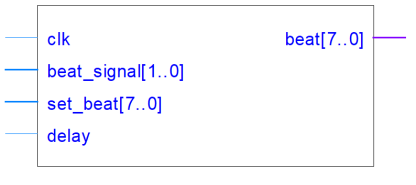 clk beat[7..0]
beat_signal[1..0]
set_beat[7..0]
delay